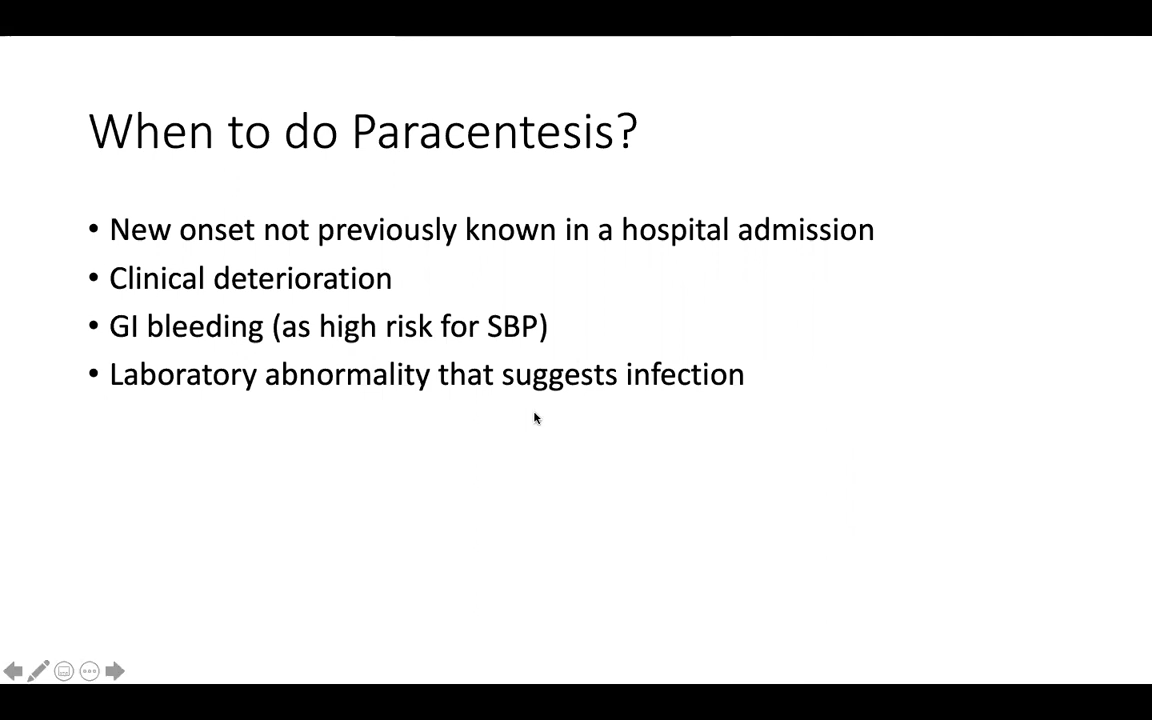 When to do Paracentesis?
• New onset not previously known in a hospital admission
• Clinical deterioration
• GI bleeding (as high risk for SBP)
• Laboratory abnormality that suggests infection